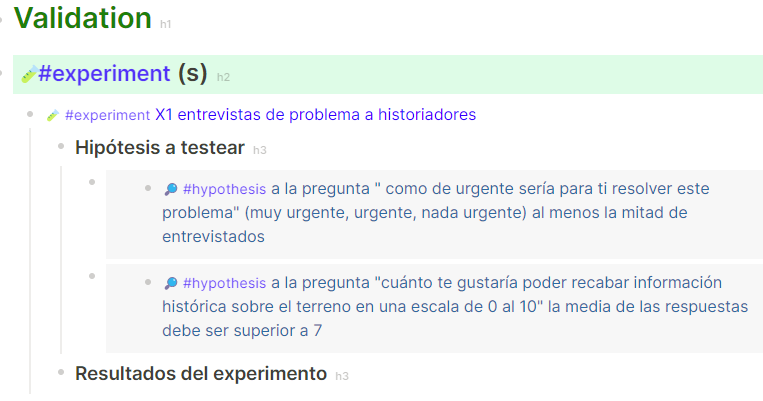 Validation h1
#experiment (s) h2
#experiment X1 entrevistas de problema a historiadores
Hipótesis a testear h3
#hypothesis a la pregunta " como de urgente sería para ti resolver este
problema" (muy urgente, urgente, nada urgente) al menos la mitad de
entrevistados
#hypothesis a la pregunta "cuánto te gustaría poder recabar información
histórica sobre el terreno en una escala de 0 al 10" la media de las respuestas
debe ser superior a 7
Resultados del experimento h3